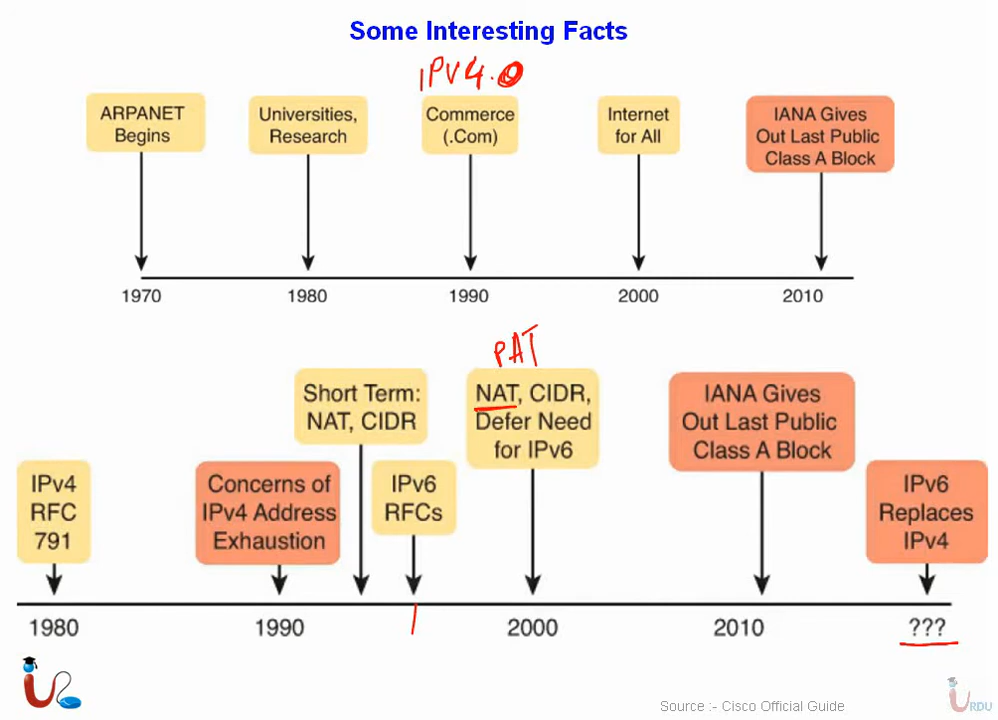 Some Interesting Facts
IPV4.0
ARPANET
Begins
Universities,
Research
Commerce
(.Com)
Internet
for All
IANA Gives
Out Last Public
Class A Block
1970
1980
1990
2000
2010
PAT
Short Term:
NAT, CIDR
NAT, CIDR,
Defer Need
for IPv6
IANA Gives
Out Last Public
Class A Block
IPv4
RFC
791
Concerns of
IPv4 Address
Exhaustion
IPv6
RFCs
IPv6
Replaces
IPv4
1980
1990
2000
2010
???
Source :- Cisco Official Guide
URDU